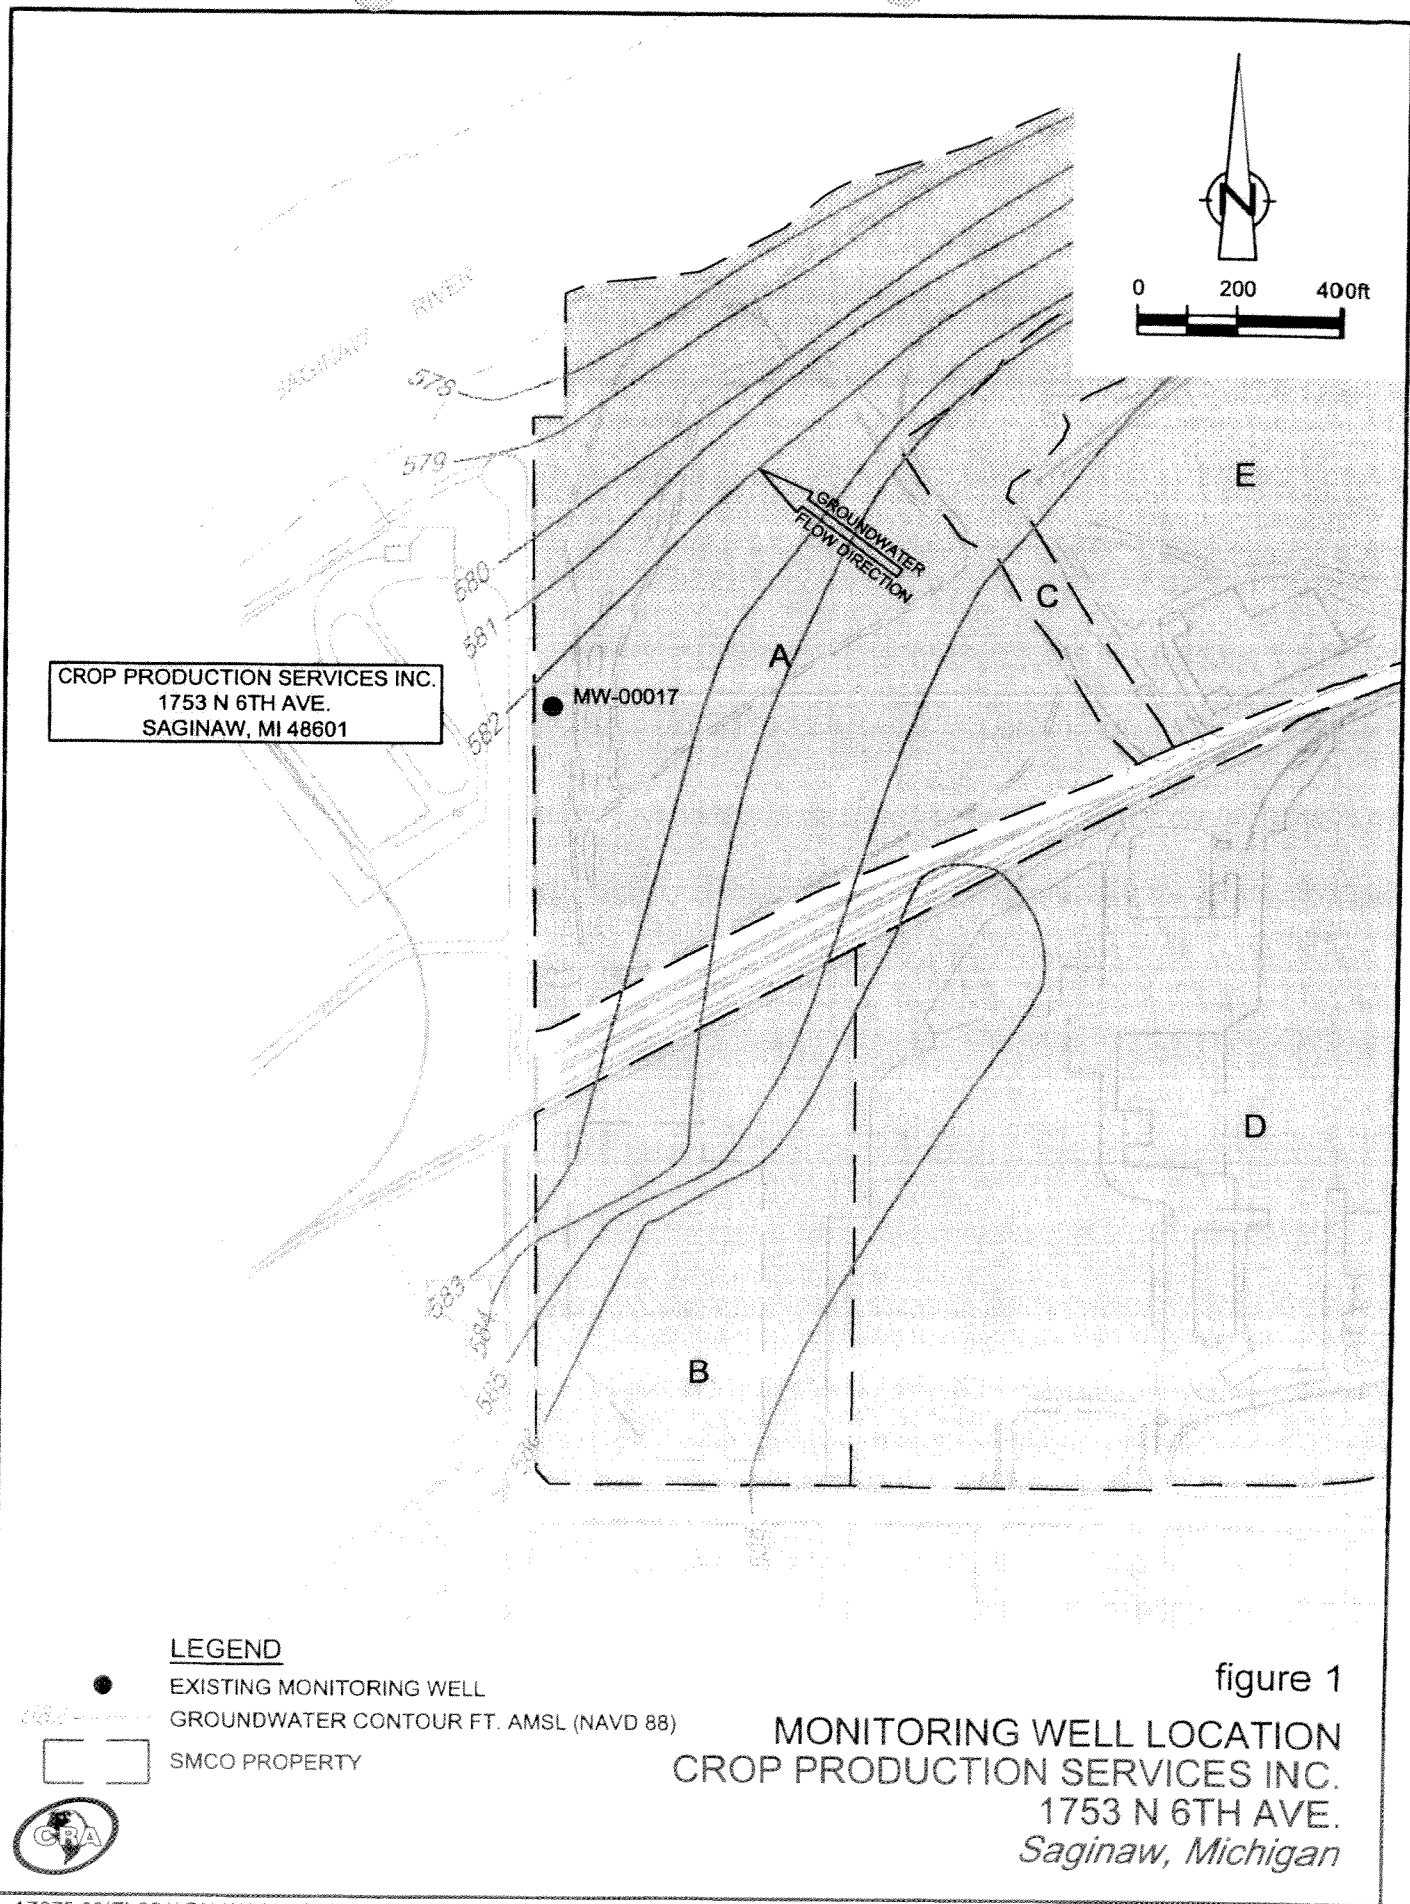 N
0 200 400ft
SAGINAW RIVER
578
579
580
581
582
GROUNDWATER
FLOW DIRECTION
E
C
A
MW-00017
CROP PRODUCTION SERVICES INC.
1753 N 6TH AVE.
SAGINAW, MI 48601
D
583
584
585
586
B
LEGEND
EXISTING MONITORING WELL
GROUNDWATER CONTOUR FT. AMSL (NAVD 88)
SMCO PROPERTY
CRA
figure 1
MONITORING WELL LOCATION
CROP PRODUCTION SERVICES INC.
1753 N 6TH AVE.
Saginaw, Michigan